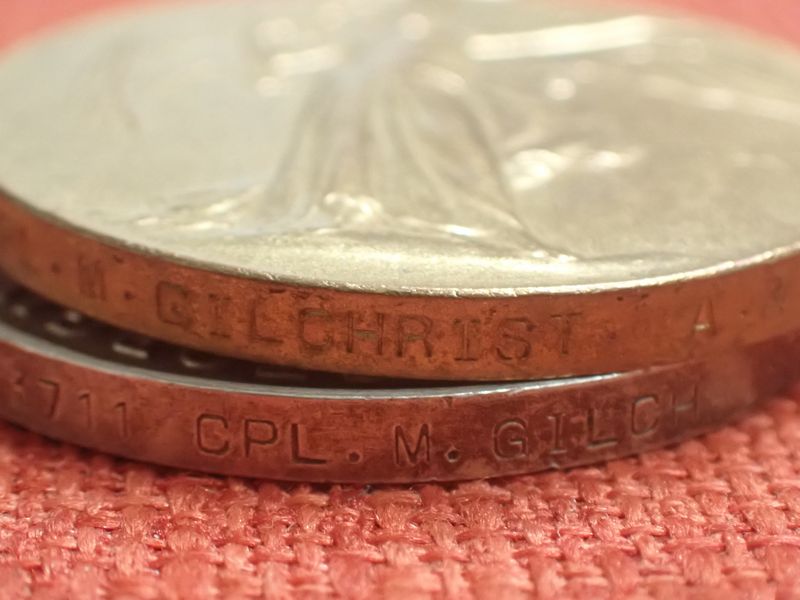 . M. GILCHRIST A.
711 CPL. M. GILCH